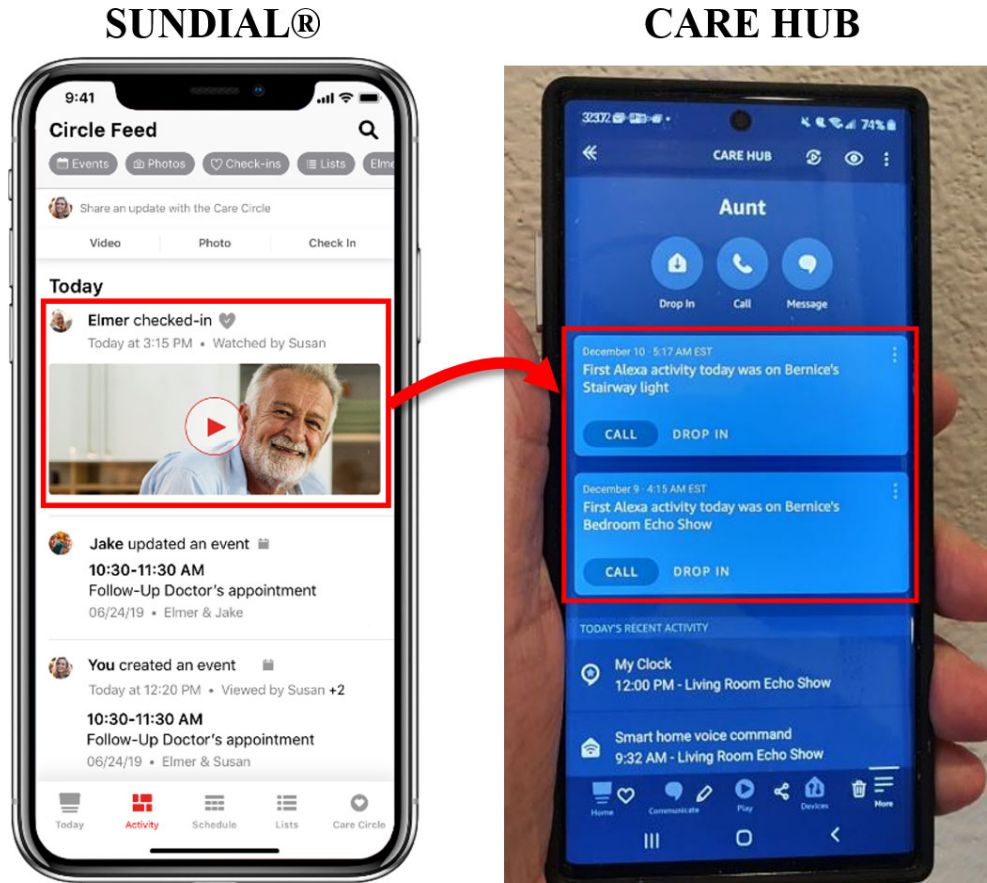 SUNDIAL®
9:41
Circle Feed
Events Photos Check-ins Lists Elme
Share an update with the Care Circle
Video Photo Check In
Today
Elmer checked-in
Today at 3:15 PM • Watched by Susan
Jake updated an event
10:30-11:30 AM
Follow-Up Doctor's appointment
06/24/19 • Elmer & Jake
You created an event
Today at 12:20 PM • Viewed by Susan +2
10:30-11:30 AM
Follow-Up Doctor's appointment
06/24/19 • Elmer & Susan
Today Activity Schedule Lists Care Circle
CARE HUB
74%
CARE HUB
Aunt
Drop In Call Message
December 10 · 5:17 AM EST
First Alexa activity today was on Bernice's
Stairway light
CALL DROP IN
December 9 · 4:15 AM EST
First Alexa activity today was on Bernice's
Bedroom Echo Show
CALL DROP IN
TODAY'S RECENT ACTIVITY
My Clock
12:00 PM - Living Room Echo Show
Smart home voice command
9:32 AM - Living Room Echo Show
Home Communicate Play Devices More